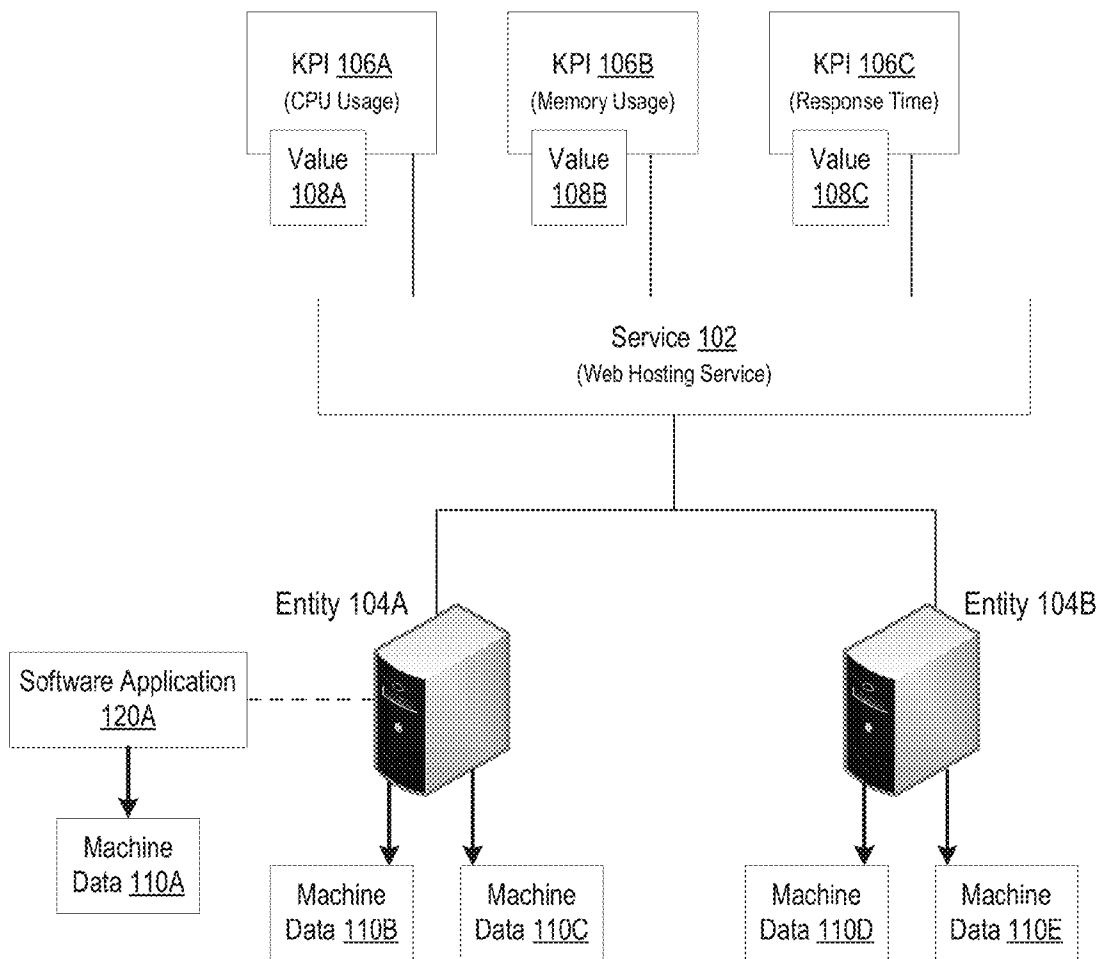 KPI 106A
(CPU Usage)
Value
108A
KPI 106B
(Memory Usage)
Value
108B
KPI 106C
(Response Time)
Value
108C
Service 102
(Web Hosting Service)
Entity 104A
Entity 104B
Software Application
120A
Machine
Data 110A
Machine
Data 110B
Machine
Data 110C
Machine
Data 110D
Machine
Data 110E